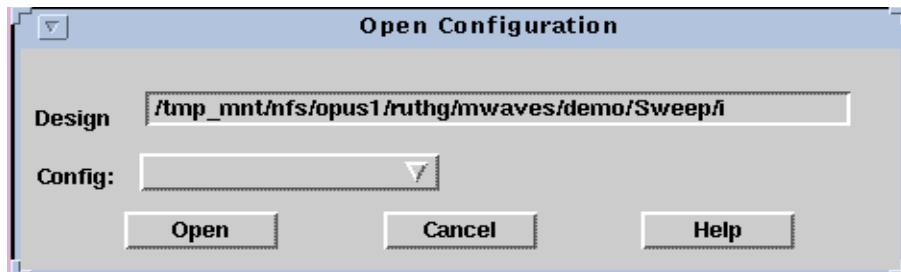 Open Configuration
Design /tmp_mnt/nfs/opus1/ruthg/mwaves/demo/Sweep/i
Config:
Open Cancel Help